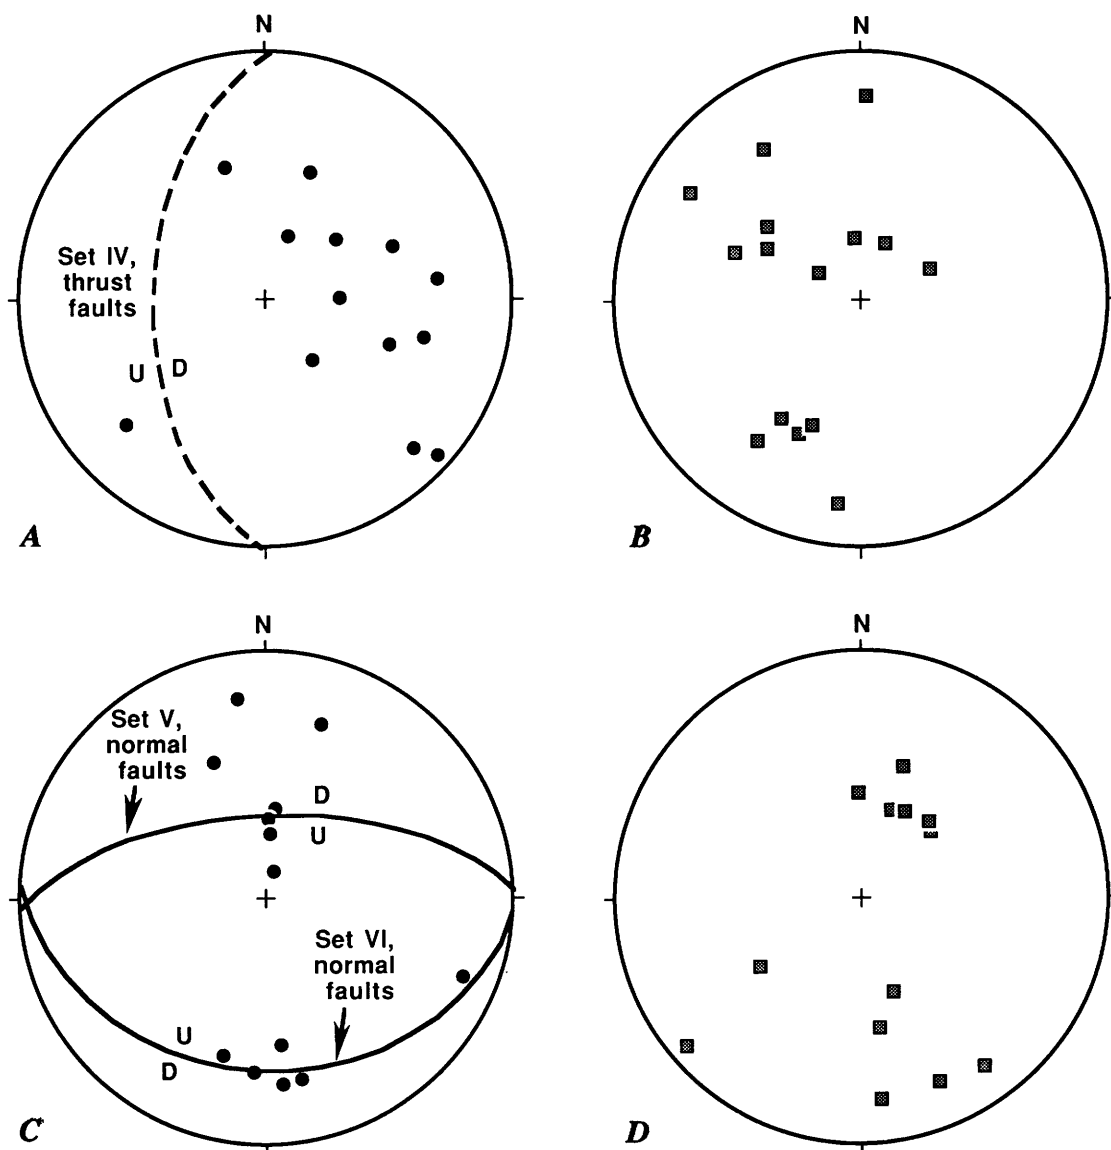 N
N
Set IV,
thrust
faults
U D
A
B
N
N
Set V,
normal
faults
D
U
Set VI,
normal
faults
U
D
C
D